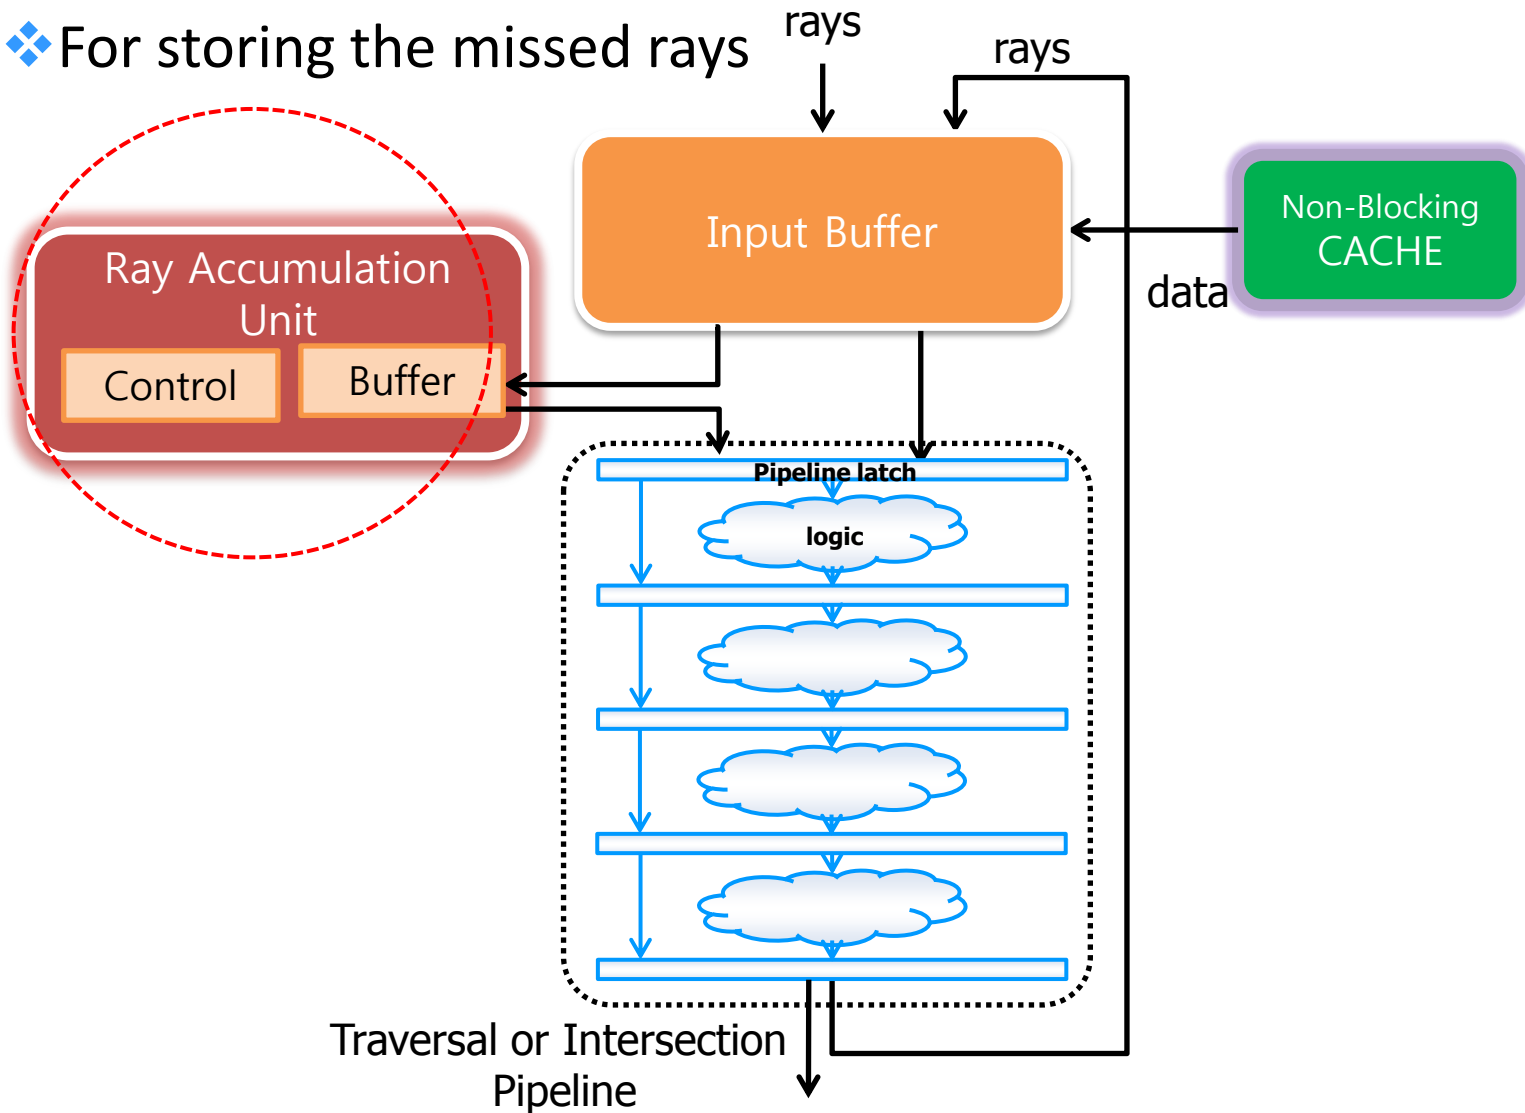 For storing the missed rays
rays
rays
Input Buffer
Non-Blocking
CACHE
data
Ray Accumulation
Unit
Control
Buffer
Pipeline latch
logic
Traversal or Intersection
Pipeline